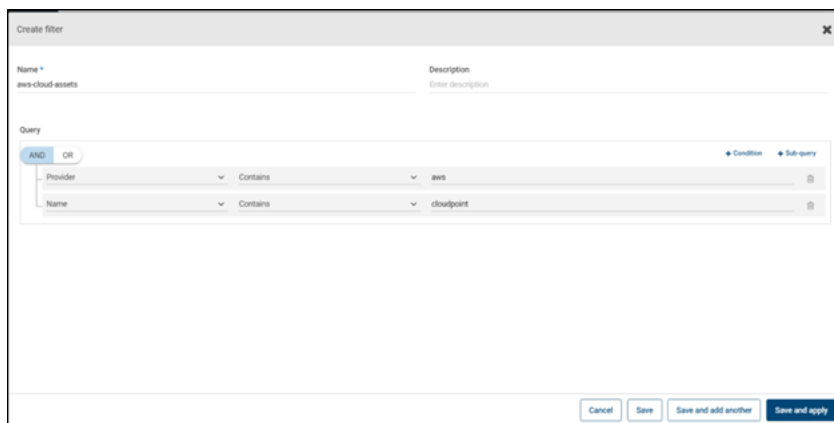 Create filter
Name * Description
aws-cloud-assets Enter description
Query
AND OR + Condition + Sub-query
Provider Contains aws
Name Contains cloudpoint
Cancel Save Save and add another Save and apply